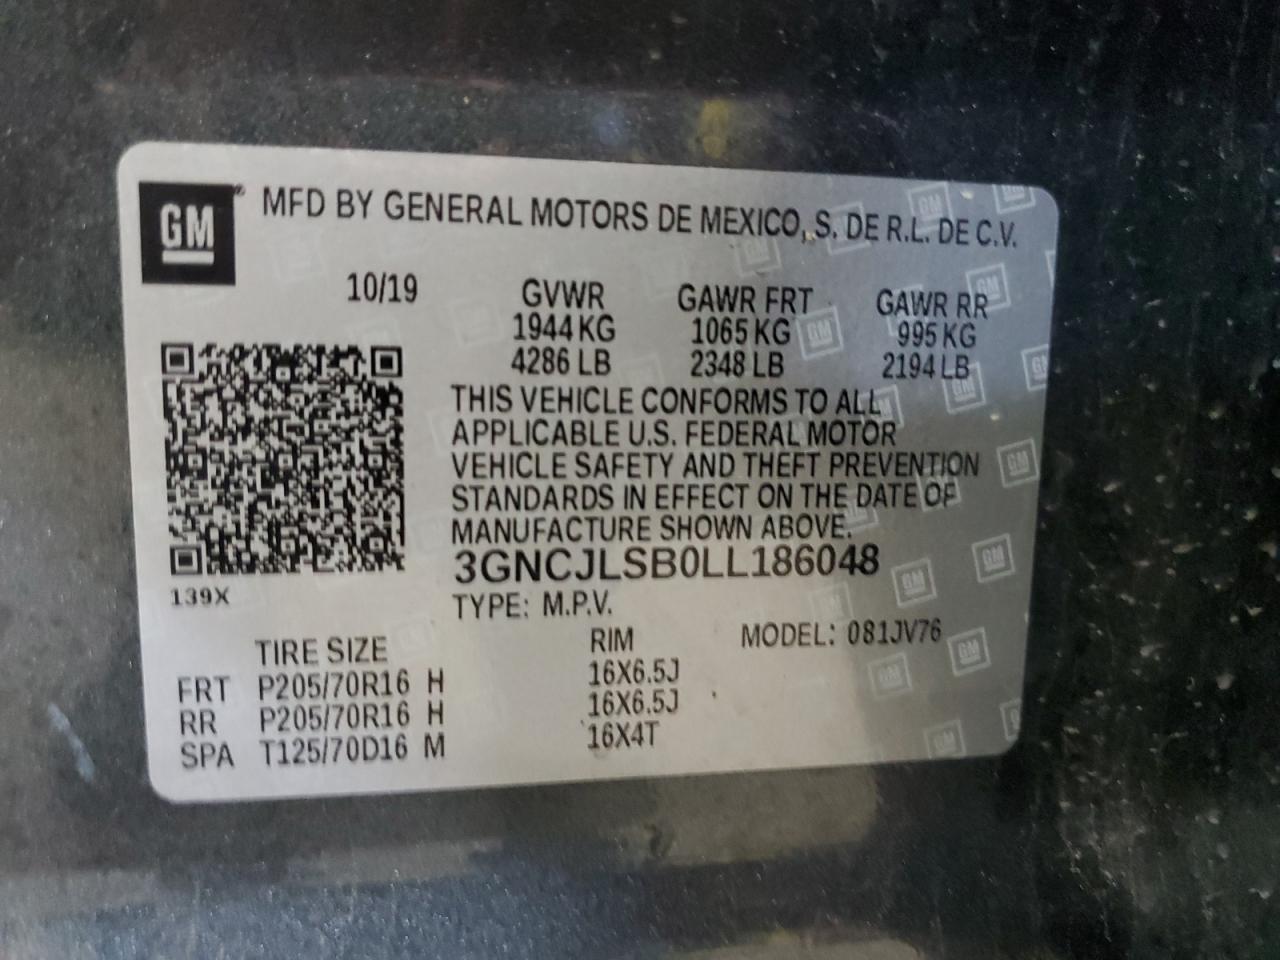 GM® MFD BY GENERAL MOTORS DE MEXICO, S. DE R.L. DE C.V.
10/19 GVWR GAWR FRT GAWR RR
1944 KG 1065 KG 995 KG
4286 LB 2348 LB 2194 LB
THIS VEHICLE CONFORMS TO ALL
APPLICABLE U.S. FEDERAL MOTOR
VEHICLE SAFETY AND THEFT PREVENTION
STANDARDS IN EFFECT ON THE DATE OF
MANUFACTURE SHOWN ABOVE.
3GNCJLSB0LL186048
139X
TYPE: M.P.V.
TIRE SIZE RIM MODEL: 081JV76
FRT P205/70R16 H 16X6.5J
RR P205/70R16 H 16X6.5J
SPA T125/70D16 M 16X4T